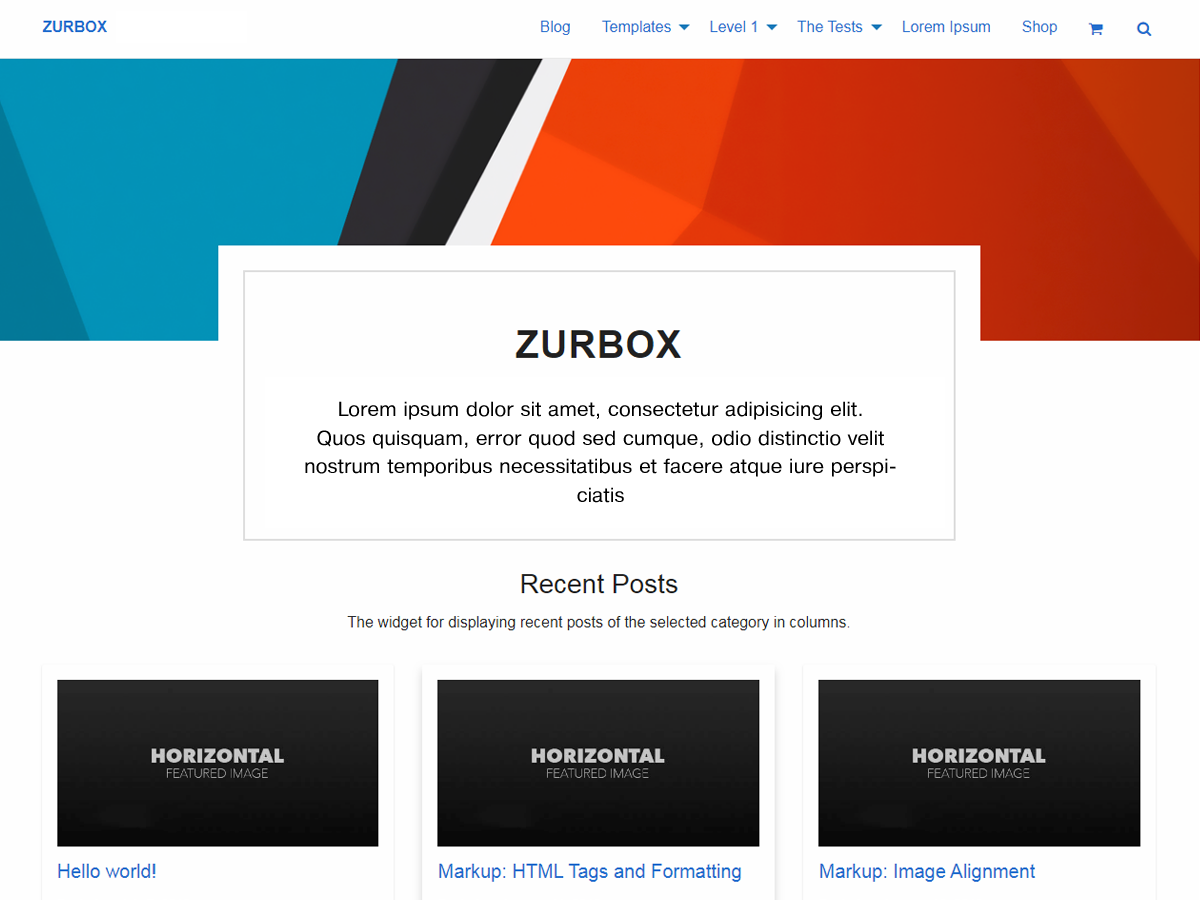 ZURBOX
Blog Templates Level 1 The Tests Lorem Ipsum Shop
ZURBOX
Lorem ipsum dolor sit amet, consectetur adipisicing elit.
Quos quisquam, error quod sed cumque, odio distinctio velit
nostrum temporibus necessitatibus et facere atque iure perspi-
ciatis
Recent Posts
The widget for displaying recent posts of the selected category in columns.
HORIZONTAL
FEATURED IMAGE
Hello world!
HORIZONTAL
FEATURED IMAGE
Markup: HTML Tags and Formatting
HORIZONTAL
FEATURED IMAGE
Markup: Image Alignment